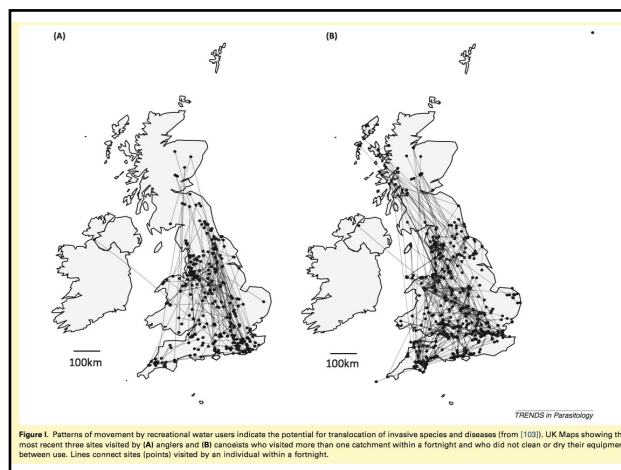 (A)
(B)
100km
100km
TRENDS in Parasitology
Figure I. Patterns of movement by recreational water users indicate the potential for translocation of invasive species and diseases (from [103]). UK Maps showing the
most recent three sites visited by (A) anglers and (B) canoeists who visited more than one catchment within a fortnight and who did not clean or dry their equipment
between use. Lines connect sites (points) visited by an individual within a fortnight.